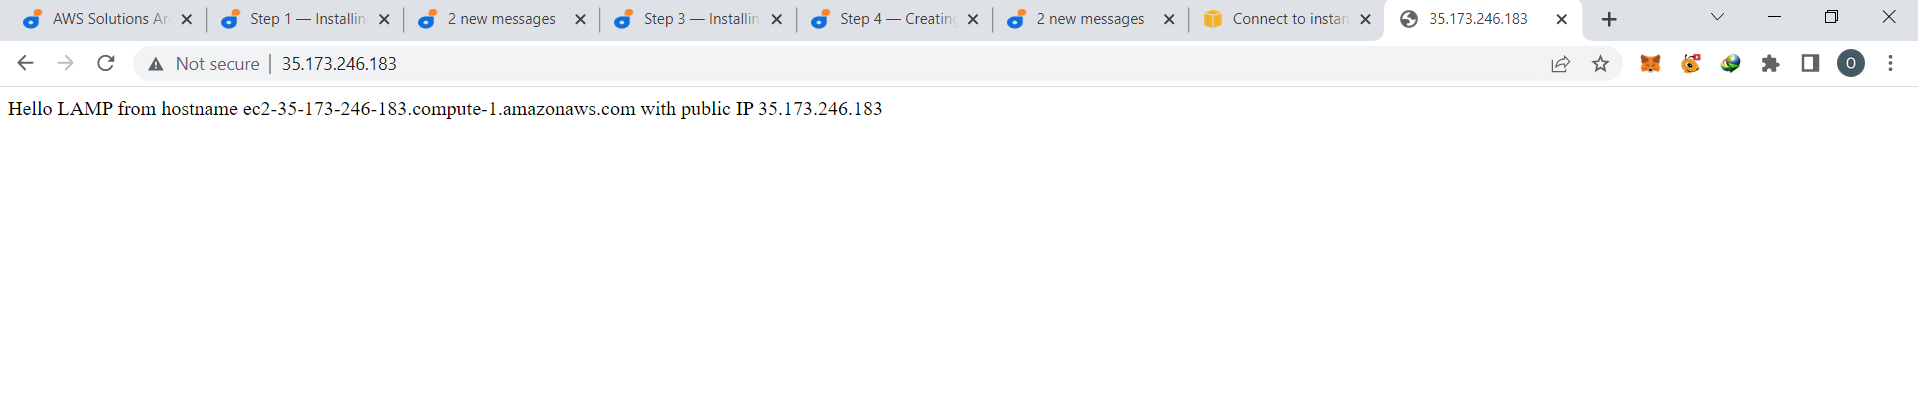 AWS Solutions Ar
Step 1 — Installin
2 new messages
Step 3 — Installin
Step 4 — Creating
2 new messages
Connect to instan
35.173.246.183
Not secure
35.173.246.183
O
Hello LAMP from hostname ec2-35-173-246-183.compute-1.amazonaws.com with public IP 35.173.246.183